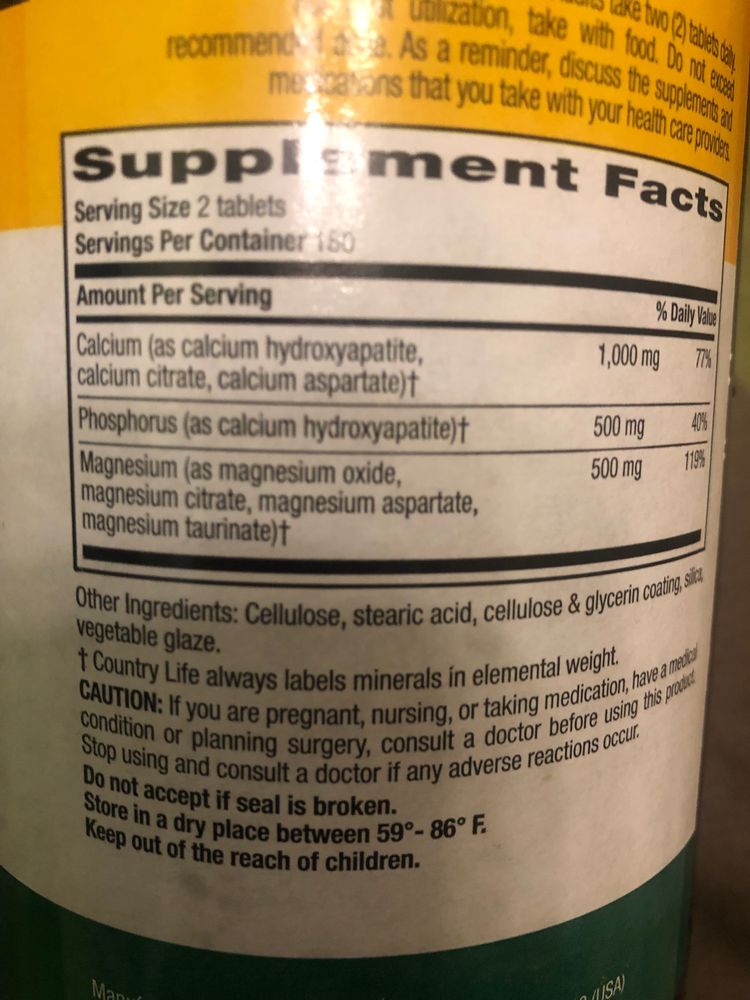 take two (2) tablets daily.
utilization, take with food. Do not exceed
As a reminder, discuss the supplements and
medications that you take with your health care providers.
Supplement Facts
Serving Size 2 tablets
Servings Per Container
Amount Per Serving
% Daily Value
Calcium (as calcium hydroxyapatite, 1,000 mg 77%
calcium citrate, calcium aspartate)†
Phosphorus (as calcium hydroxyapatite)† 500 mg 40%
Magnesium (as magnesium oxide, 500 mg 119%
magnesium citrate, magnesium aspartate,
magnesium taurinate)†
Other Ingredients: Cellulose, stearic acid, cellulose & glycerin coating, silica,
vegetable glaze.
† Country Life always labels minerals in elemental weight.
CAUTION: If you are pregnant, nursing, or taking medication, have a medical
condition or planning surgery, consult a doctor before using this product.
Stop using and consult a doctor if any adverse reactions occur.
Do not accept if seal is broken.
Store in a dry place between 59°- 86° F.
Keep out of the reach of children.
(USA)